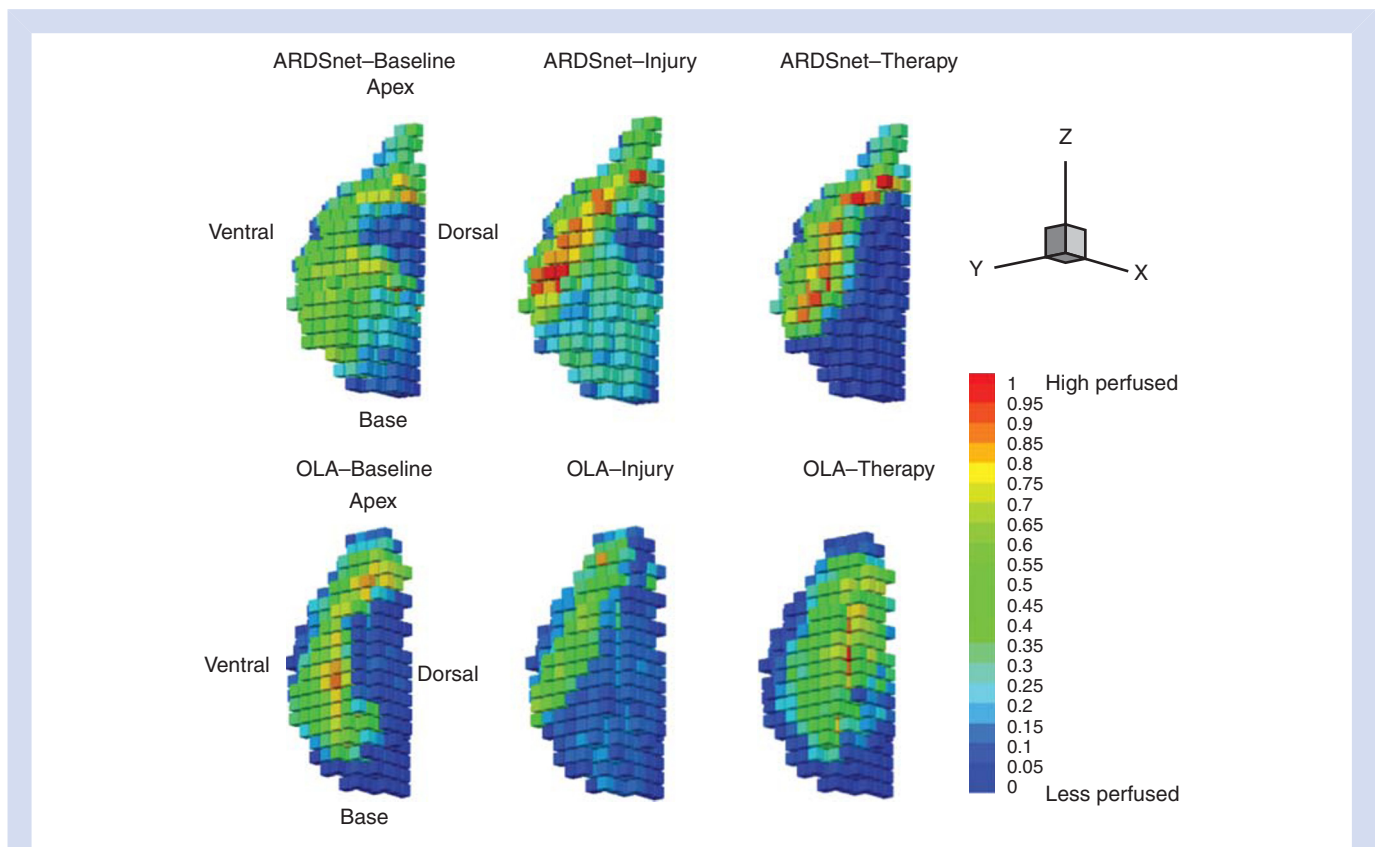 ARDSnet–Baseline
Apex
ARDSnet–Injury
ARDSnet–Therapy
Ventral
Dorsal
Base
Z
Y
X
OLA–Baseline
Apex
OLA–Injury
OLA–Therapy
Ventral
Dorsal
Base
1 High perfused
0.95
0.9
0.85
0.8
0.75
0.7
0.65
0.6
0.55
0.5
0.45
0.4
0.35
0.3
0.25
0.2
0.15
0.1
0.05
0 Less perfused